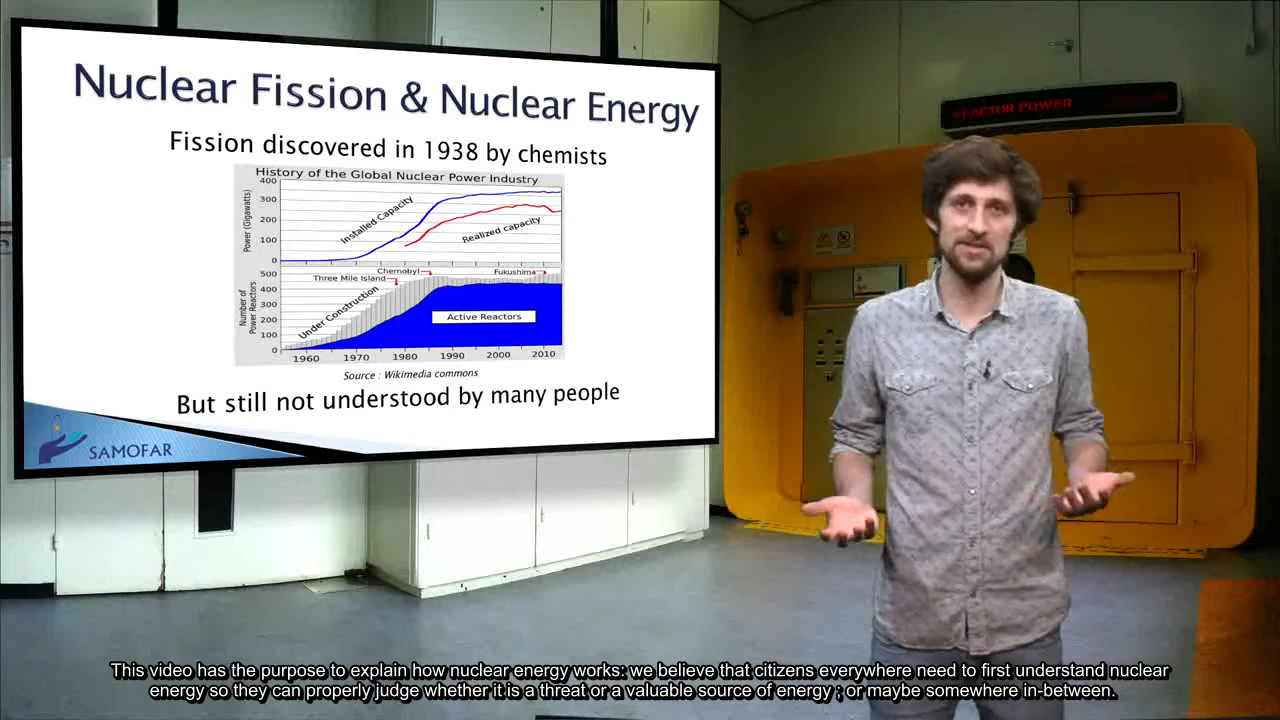 Nuclear Fission & Nuclear Energy
Fission discovered in 1938 by chemists
History of the Global Nuclear Power Industry
400
300
200
100
0
Power (Gigawatts)
Installed Capacity
Realized capacity
500
400
300
200
100
0
Number of
Power Reactors
Chernobyl
Three Mile Island
Fukushima
Under Construction
Active Reactors
1960 1970 1980 1990 2000 2010
Source : Wikimedia commons
But still not understood by many people
SAMOFAR
REACTOR POWER
This video has the purpose to explain how nuclear energy works: we believe that citizens everywhere need to first understand nuclear
energy so they can properly judge whether it is a threat or a valuable source of energy ; or maybe somewhere in-between.